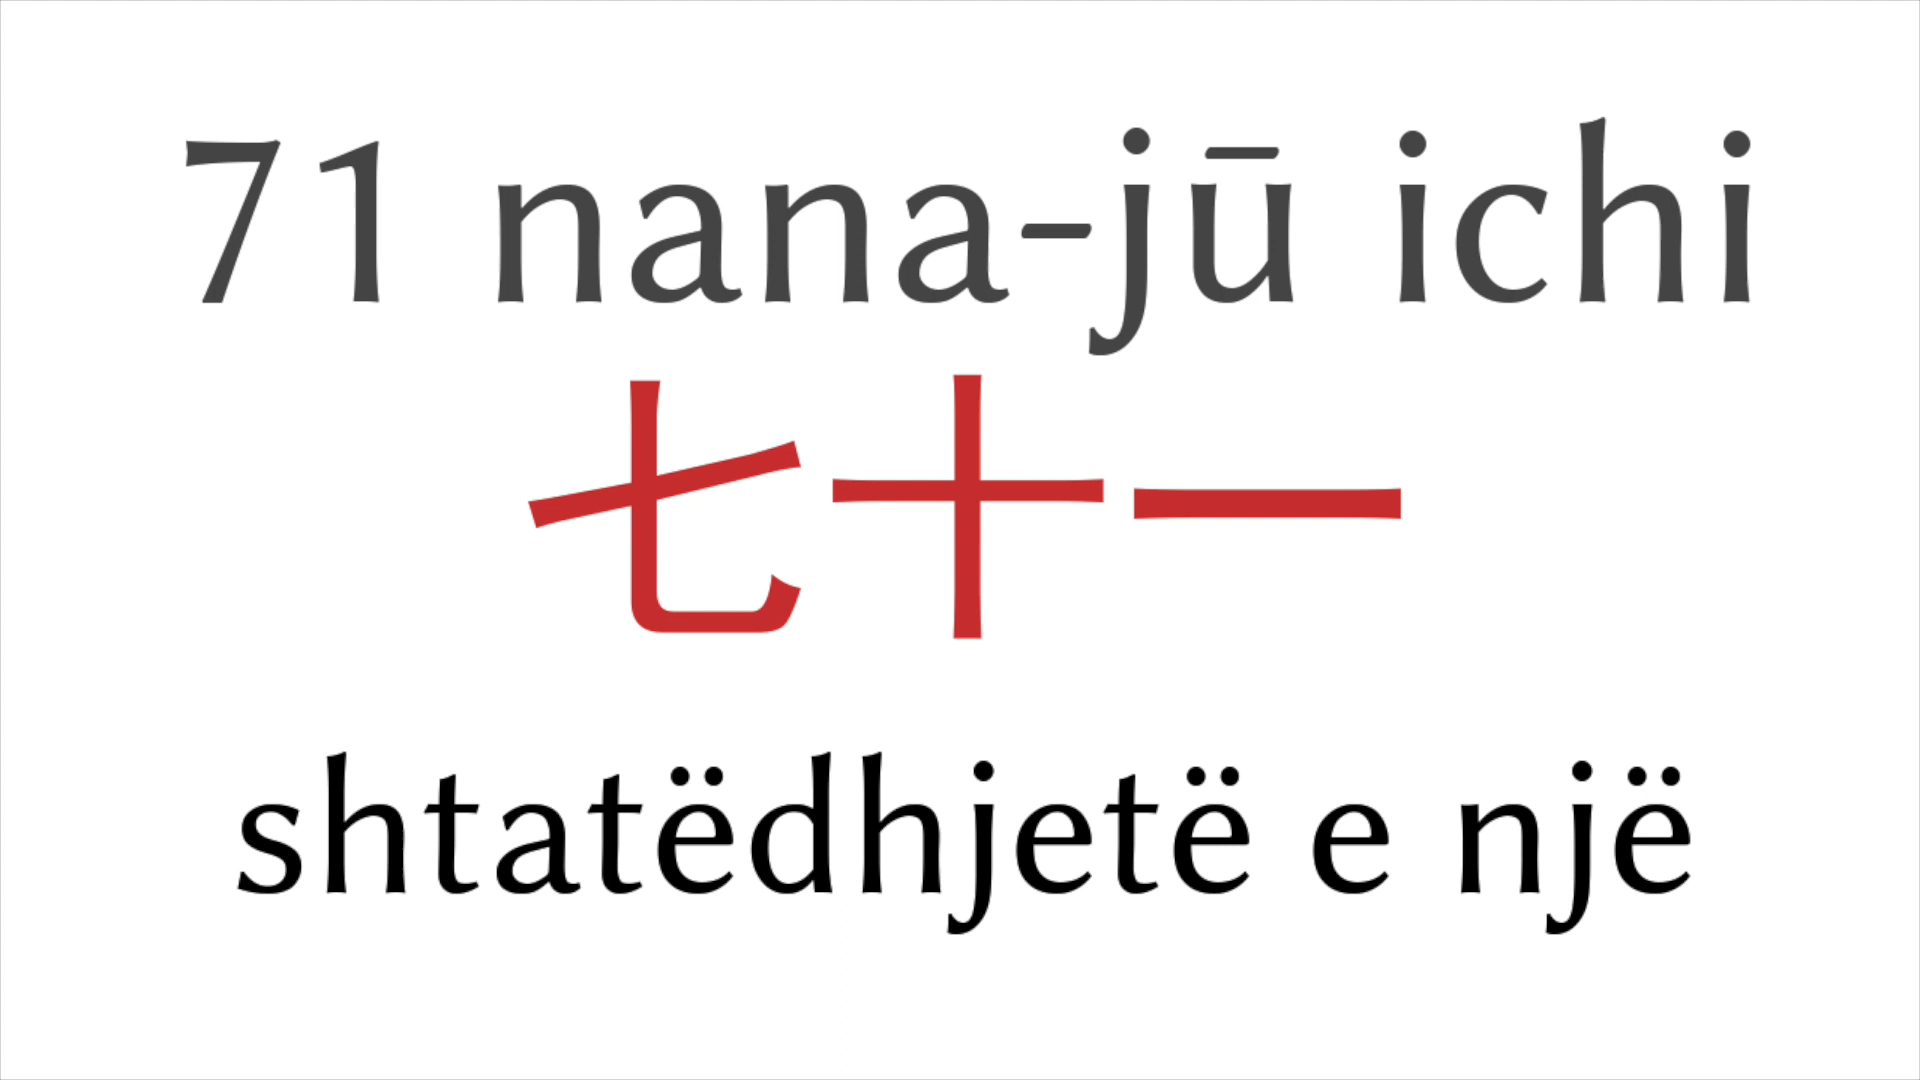 71 nana-jū ichi
七十一
shtatëdhjetë e një